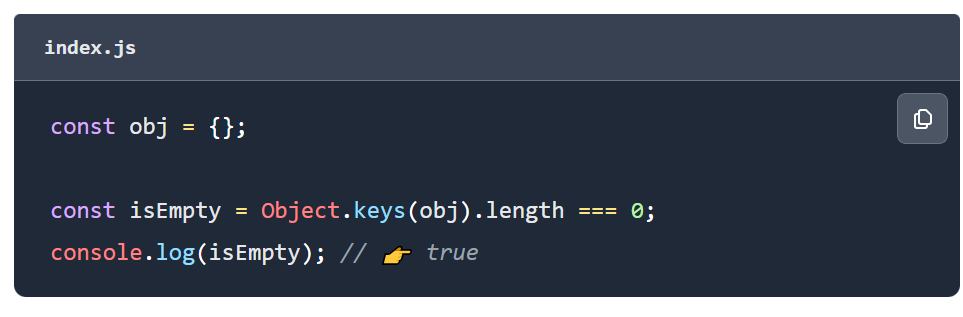 index.js
const obj = {};
const isEmpty = Object.keys(obj).length === 0;
console.log(isEmpty); // 👉 true